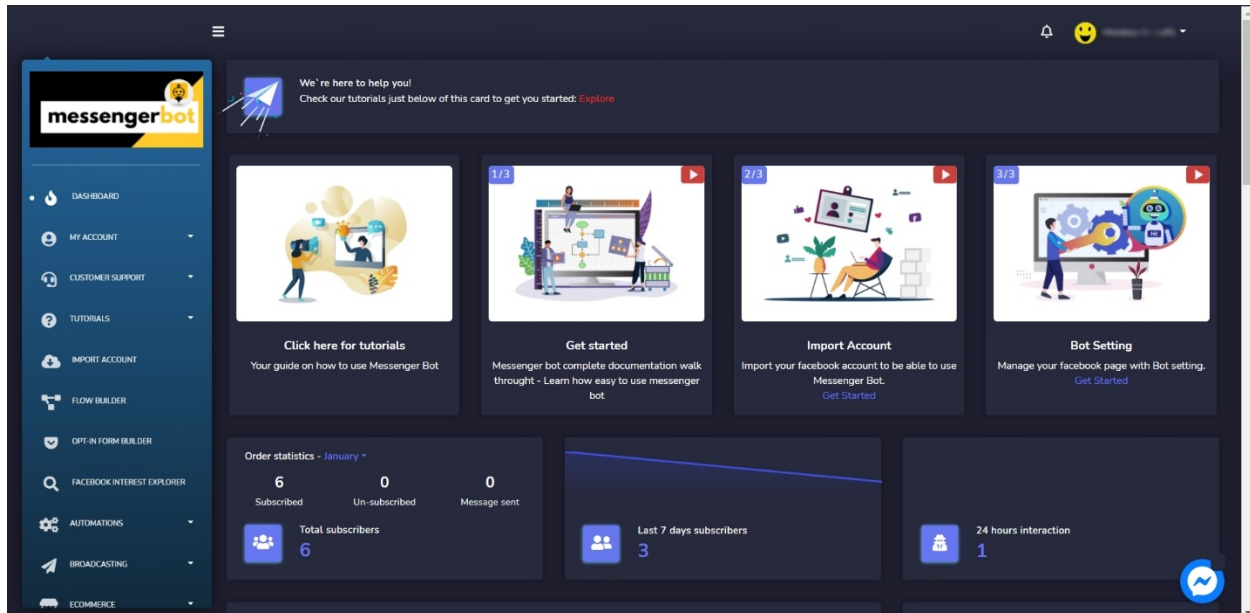 messengerbot
DASHBOARD
MY ACCOUNT
CUSTOMER SUPPORT
TUTORIALS
IMPORT ACCOUNT
FLOW BUILDER
OPT-IN FORM BUILDER
FACEBOOK INTEREST EXPLORER
AUTOMATIONS
BROADCASTING
ECOMMERCE
We`re here to help you!
Check our tutorials just below of this card to get you started: Explore
Click here for tutorials
Your guide on how to use Messenger Bot
1/3
Get started
Messenger bot complete documentation walk
throught - Learn how easy to use messenger
bot
2/3
Import Account
Import your facebook account to be able to use
Messenger Bot.
Get Started
3/3
HI!
Bot Setting
Manage your facebook page with Bot setting.
Get Started
Order statistics - January
6 0 0
Subscribed Un-subscribed Message sent
Total subscribers
6
Last 7 days subscribers
3
24 hours interaction
1